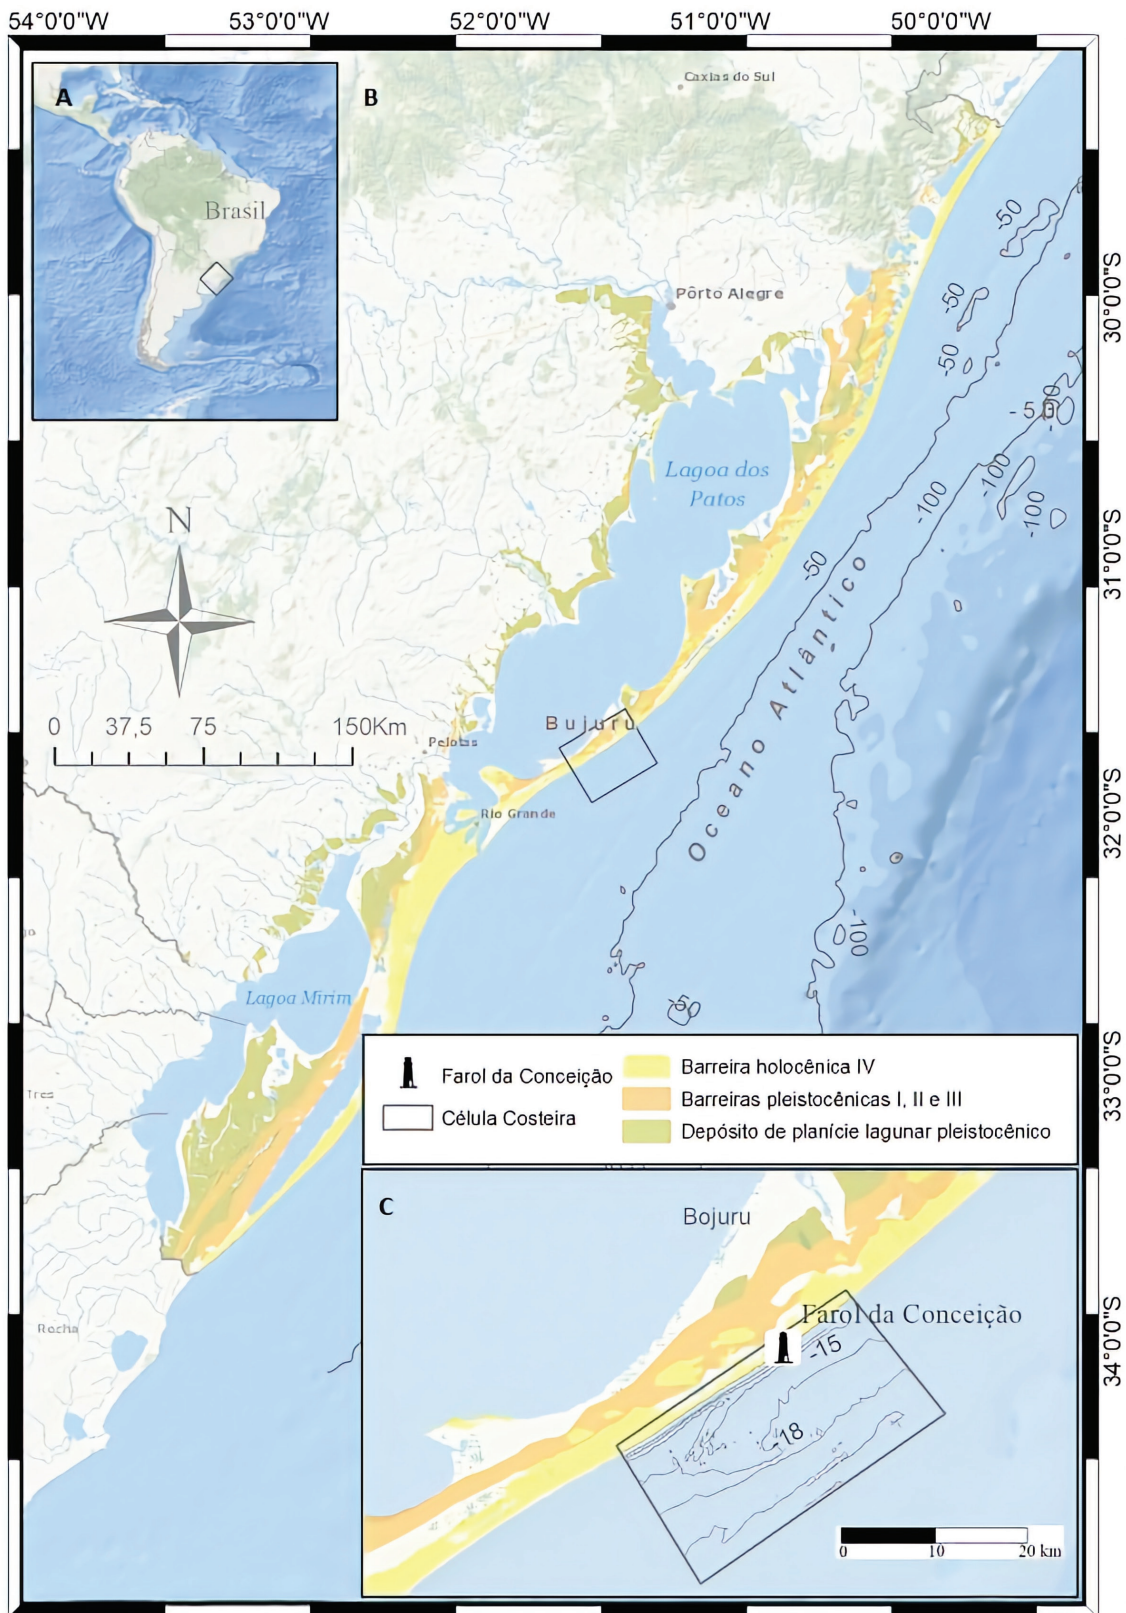 54°0'0"W 53°0'0"W 52°0'0"W 51°0'0"W 50°0'0"W
A
Brasil
B
Caxias do Sul
Pôrto Alegre
Lagoa dos
Patos
-50
-50
-50
-100
-100
-100
-50
30°0'0"S
31°0'0"S
32°0'0"S
33°0'0"S
34°0'0"S
N
0 37,5 75 150Km
Bujuru
Pelotas
Rio Grande
Oceano Atlântico
-100
-50
Lagoa Mirim
Tres
Rocha
Farol da Conceição
Célula Costeira
Barreira holocênica IV
Barreiras pleistocênicas I, II e III
Depósito de planície lagunar pleistocênico
C
Bojuru
Farol da Conceição
-15
-18
0 10 20 km